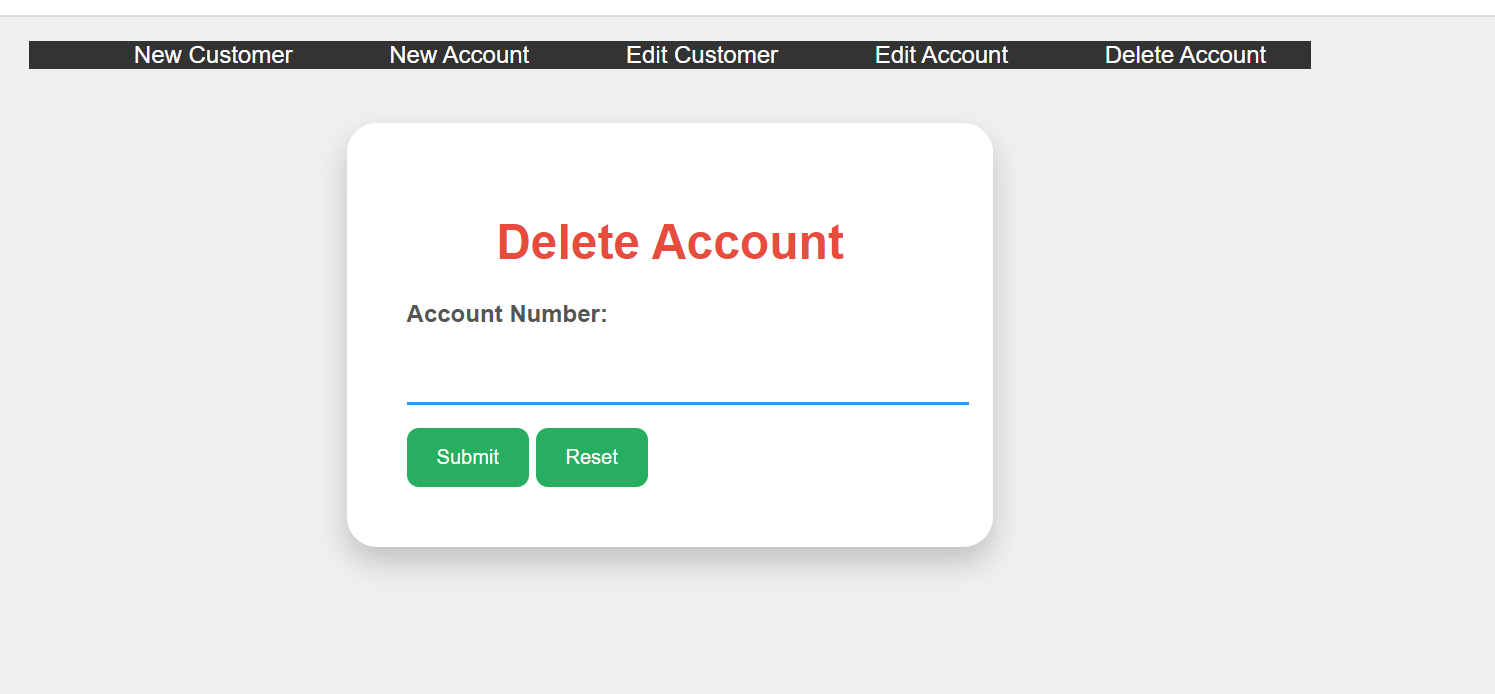 New Customer New Account Edit Customer Edit Account Delete Account
Delete Account
Account Number:
Submit Reset